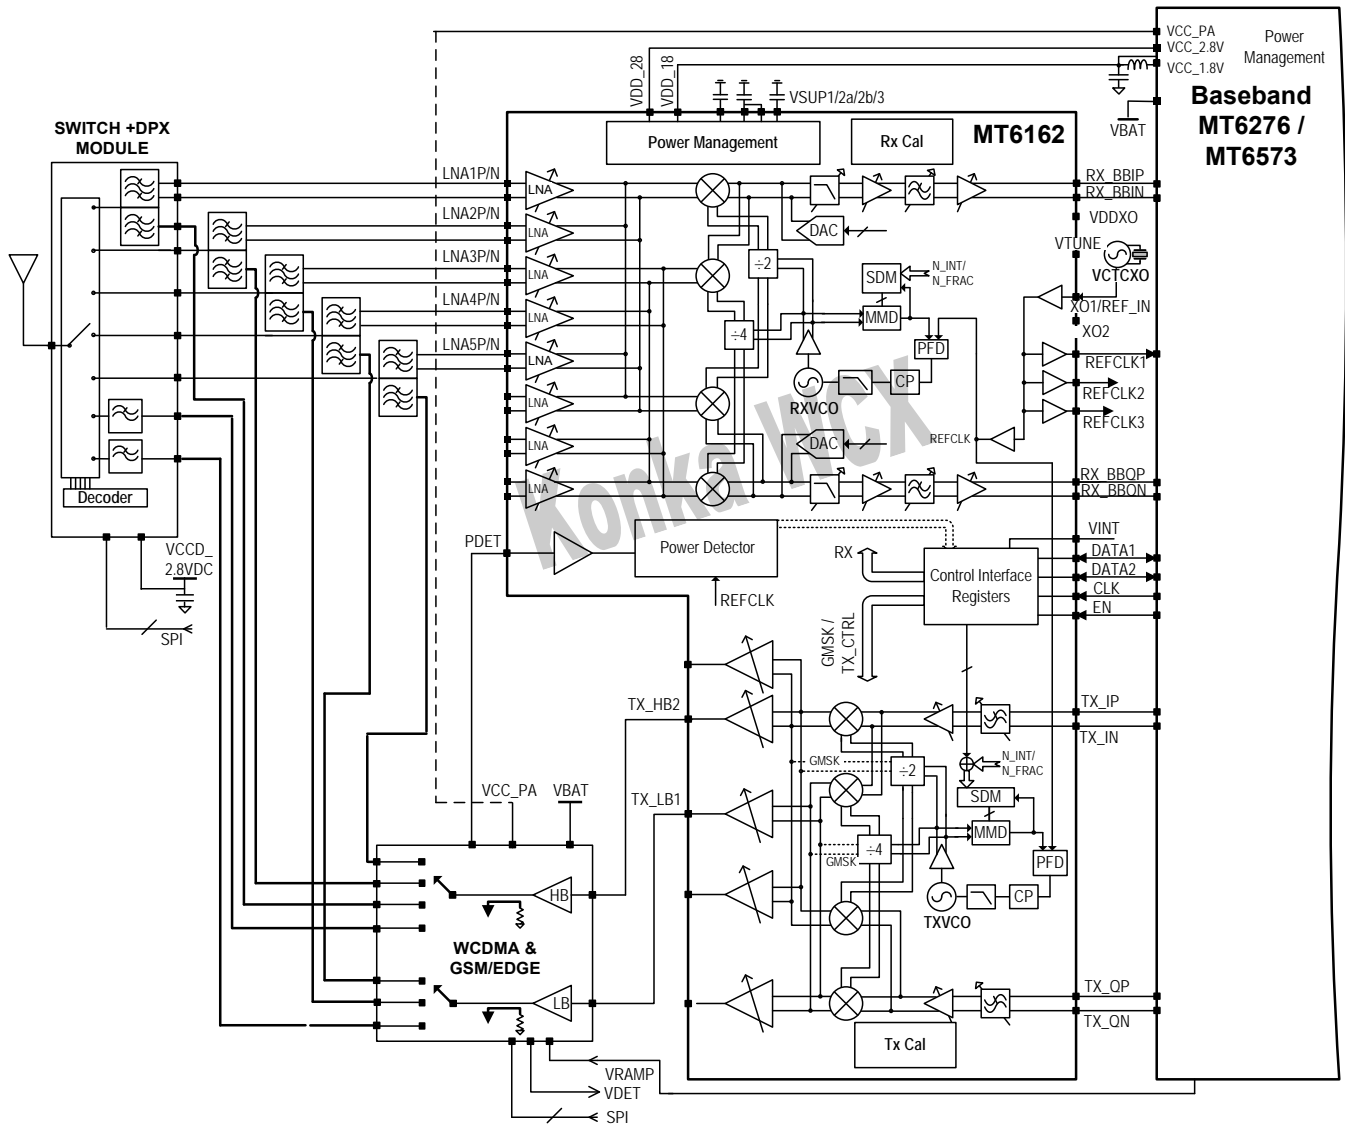 VCC_PA
VCC_2.8V
VCC_1.8V
Power
Management
Baseband
MT6276 /
MT6573
VBAT
VDD_28
VDD_18
VSUP1/2a/2b/3
SWITCH +DPX
MODULE
Power Management
Rx Cal
MT6162
LNA1P/N
LNA2P/N
LNA3P/N
LNA4P/N
LNA5P/N
LNA
LNA
LNA
LNA
LNA
LNA
LNA
LNA
DAC
÷2
÷4
SDM
N_INT/
N_FRAC
MMD
PFD
CP
RXVCO
DAC
REFCLK
RX_BBIP
RX_BBIN
VDDXO
VTUNE
VCTCXO
XO1/REF_IN
XO2
REFCLK1
REFCLK2
REFCLK3
RX_BBQP
RX_BBQN
Konka WCX
Decoder
VCCD_
2.8VDC
SPI
PDET
Power Detector
REFCLK
RX
GMSK /
TX_CTRL
Control Interface
Registers
VINT
DATA1
DATA2
CLK
EN
TX_HB2
TX_LB1
TX_IP
TX_IN
GMSK
÷2
÷4
GMSK
N_INT/
N_FRAC
SDM
MMD
PFD
CP
TXVCO
TX_QP
TX_QN
Tx Cal
VCC_PA
VBAT
HB
WCDMA &
GSM/EDGE
LB
VRAMP
VDET
SPI